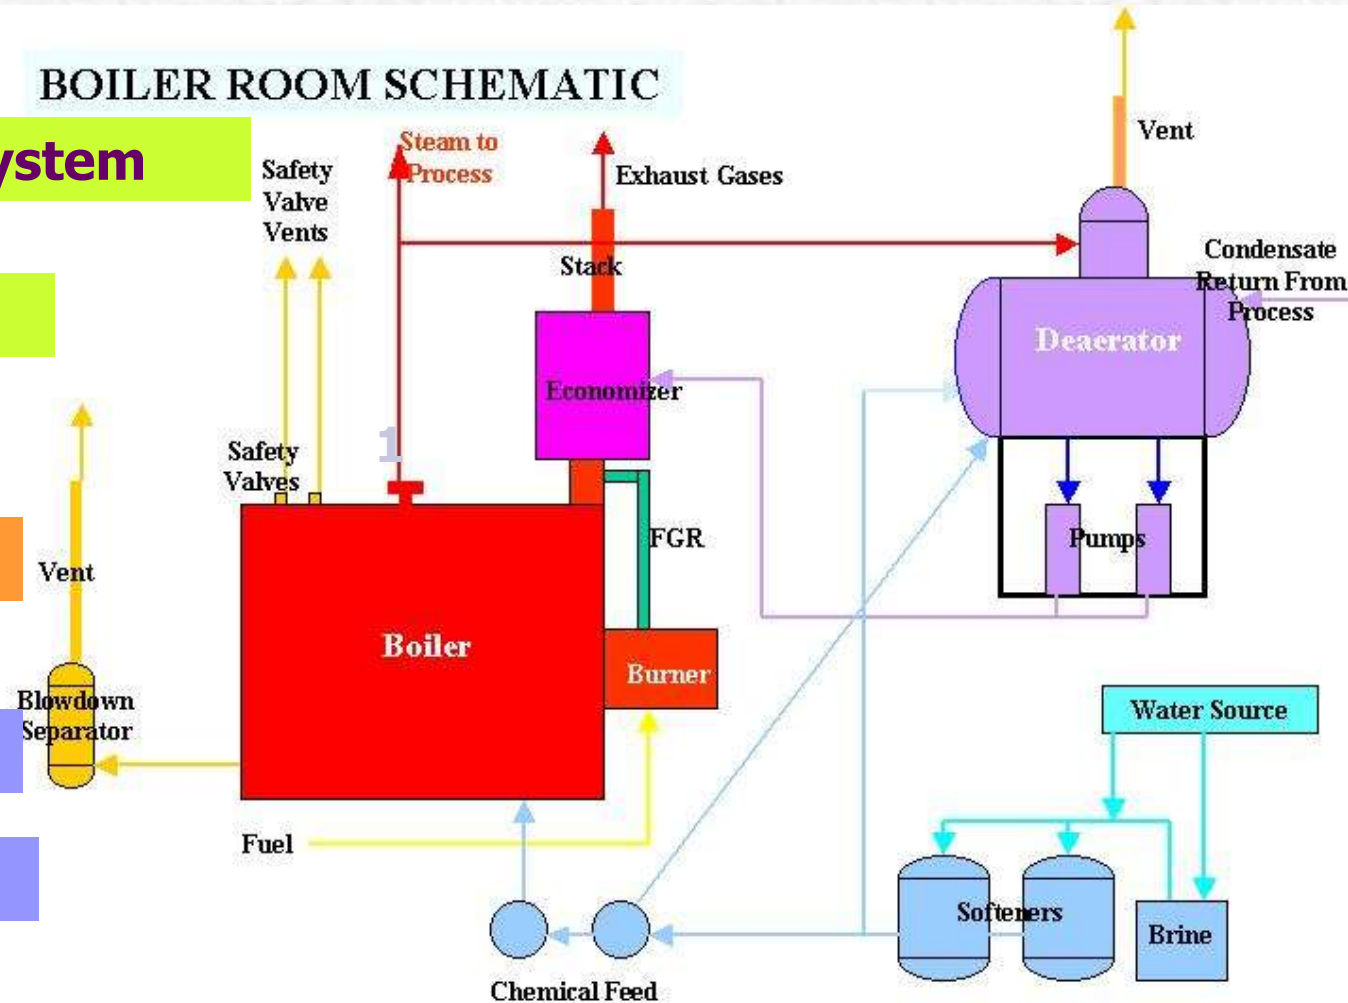 BOILER ROOM SCHEMATIC
ystem
Steam to
Process
Safety
Valve
Vents
Exhaust Gases
Vent
Stack
Condensate
Return From
Process
Deaerator
Economizer
1
Safety
Valves
FGR
Pumps
Vent
Boiler
Burner
Blowdown
Separator
Water Source
Fuel
Softeners
Brine
Chemical Feed